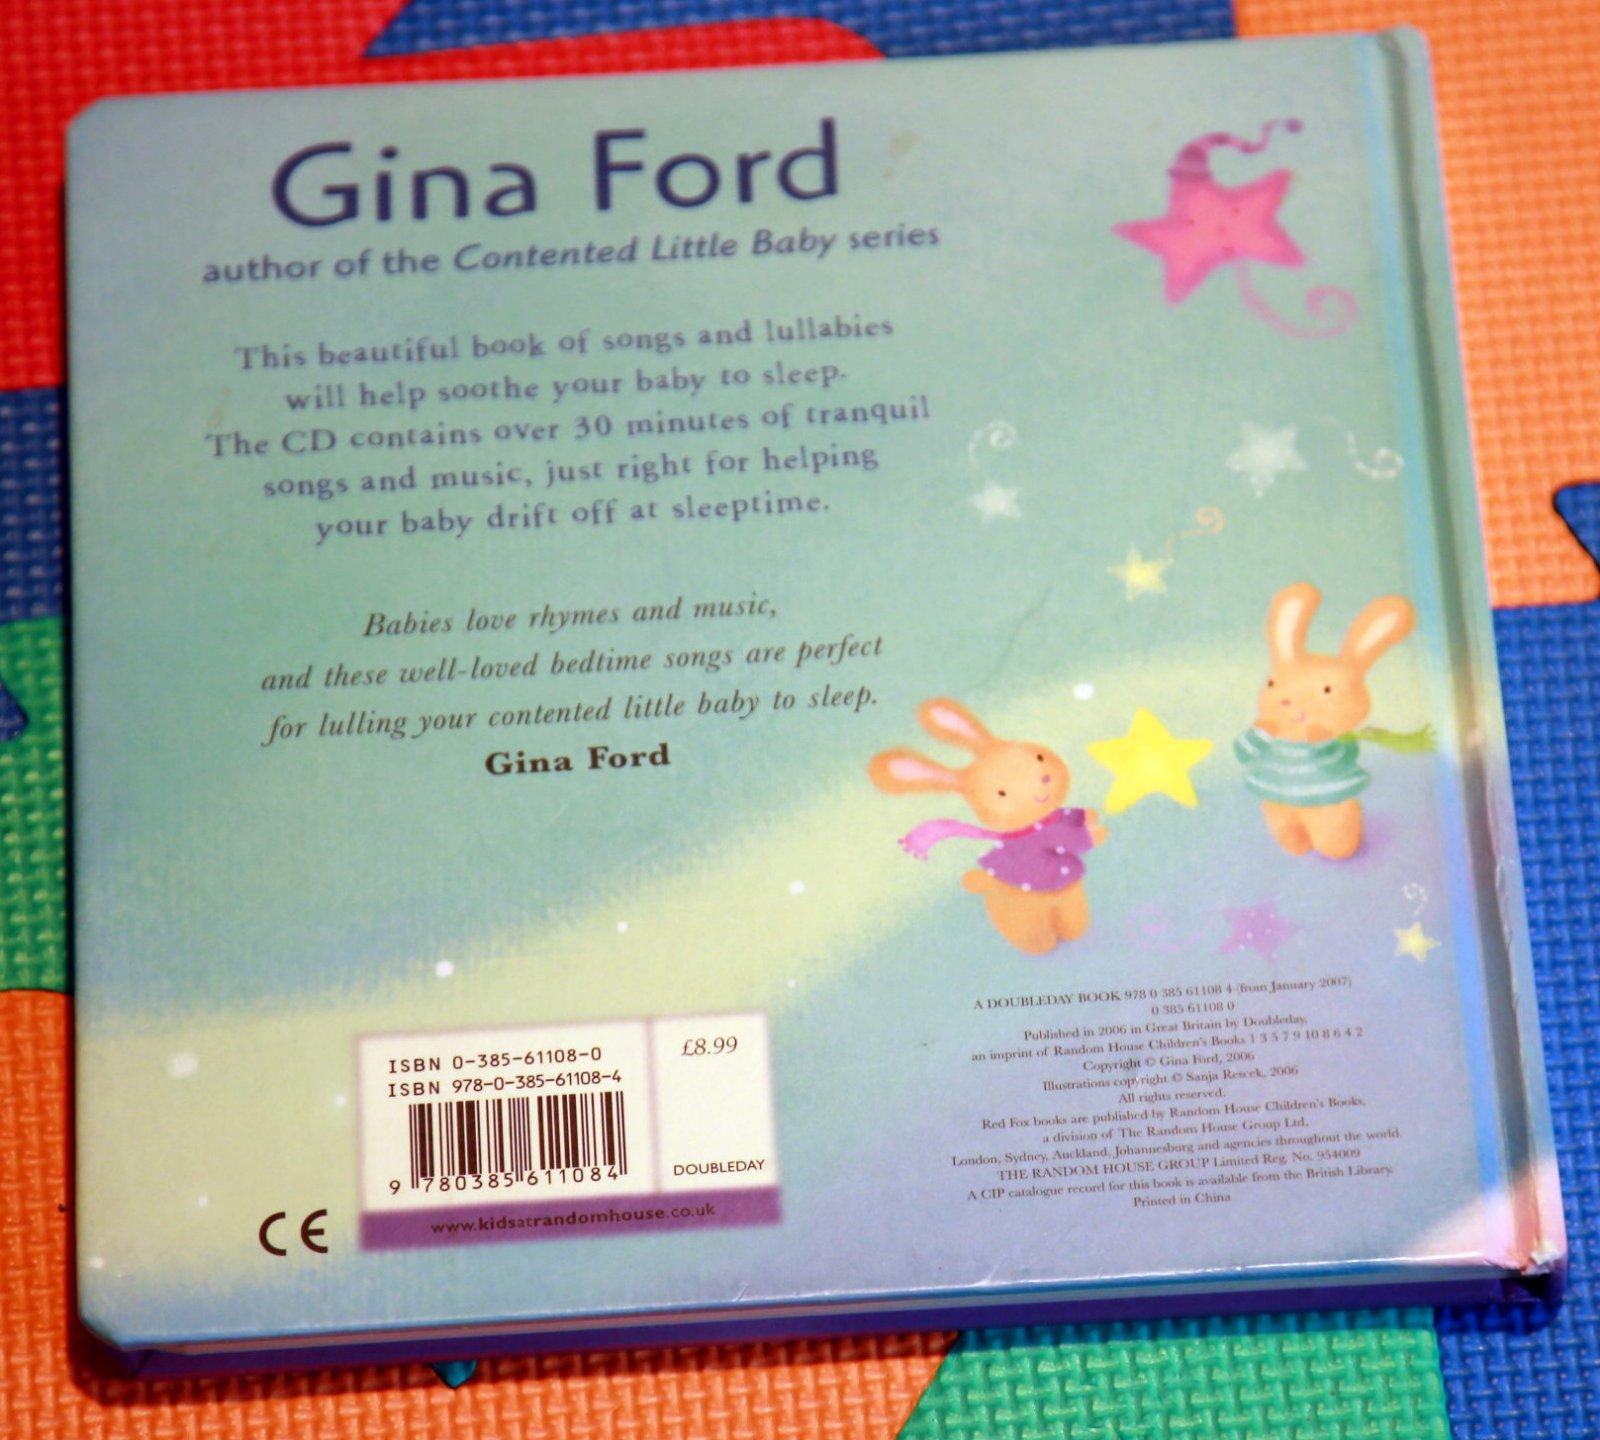 Gina Ford
author of the Contented Little Baby series
This beautiful book of songs and lullabies
will help soothe your baby to sleep.
The CD contains over 30 minutes of tranquil
songs and music, just right for helping
your baby drift off at sleeptime.
Babies love rhymes and music,
and these well-loved bedtime songs are perfect
for lulling your contented little baby to sleep.
Gina Ford
ISBN 0-385-61108-0
ISBN 978-0-385-61108-4
9 780385 611084
£8.99
DOUBLEDAY
www.kidsatrandomhouse.co.uk
CE
A DOUBLEDAY BOOK 978 0 385 61108 4 (from January 2007)
0 385 61108 0
Published in 2006 in Great Britain by Doubleday,
an imprint of Random House Children's Books 1 3 5 7 9 10 8 6 4 2
Copyright © Gina Ford, 2006
Illustrations copyright © Sanja Rescek, 2006
All rights reserved.
Red Fox books are published by Random House Children's Books,
a division of The Random House Group Ltd,
London, Sydney, Auckland, Johannesburg and agencies throughout the world.
THE RANDOM HOUSE GROUP Limited Reg. No. 954009
A CIP catalogue record for this book is available from the British Library.
Printed in China